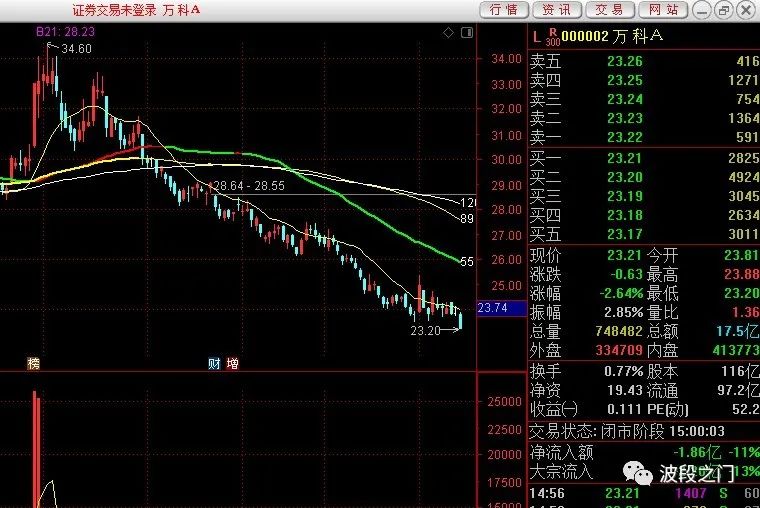 证券交易未登录 万科A
行情 资讯 交易 网站
B21: 28.23
34.60
28.64 - 28.55
120
89
55
23.20
34.00
33.00
32.00
31.00
30.00
29.00
28.00
27.00
26.00
25.00
23.74
榜 财 增
25000
22500
20000
17500
15000
L R 300 000002 万科A
卖五 23.26 416
卖四 23.25 1271
卖三 23.24 754
卖二 23.23 1364
卖一 23.22 591
买一 23.21 2825
买二 23.20 4924
买三 23.19 3045
买四 23.18 2634
买五 23.17 3011
现价 23.21 今开 23.81
涨跌 -0.63 最高 23.88
涨幅 -2.64% 最低 23.20
振幅 2.85% 量比 1.36
总量 748482 总额 17.5亿
外盘 334709 内盘 413773
换手 0.77% 股本 116亿
净资 19.43 流通 97.2亿
收益(一) 0.111 PE(动) 52.2
交易状态: 闭市阶段 15:00:03
净流入额 -1.86亿 -11%
大宗流入 13%
波段之门
14:56 23.21 1407 S 60